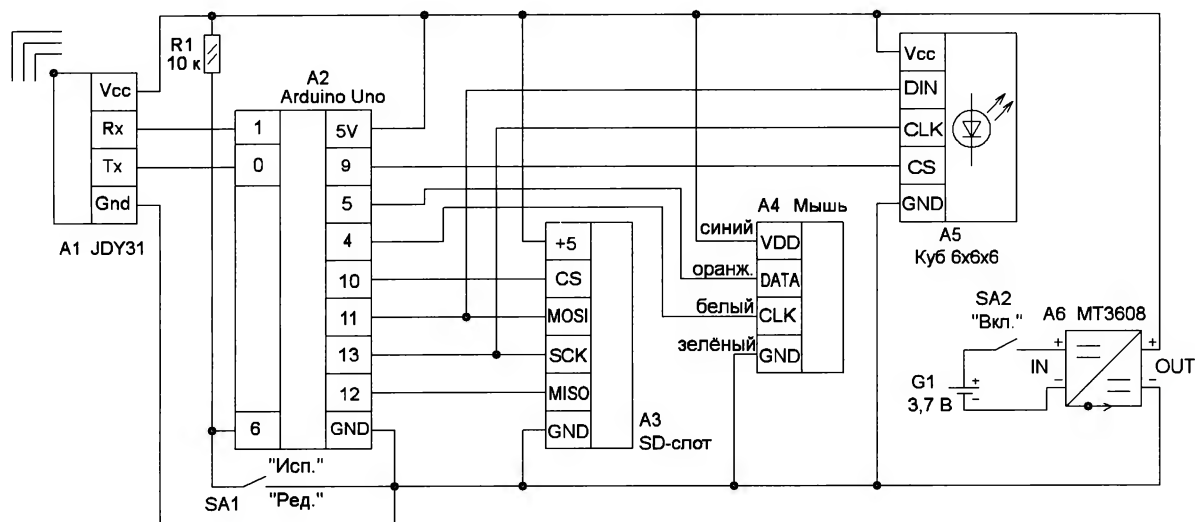 R1
10 к
A2
Arduino Uno
Vcc
Rx
Tx
Gnd
A1 JDY31
1
0
6
5V
9
5
4
10
11
13
12
GND
+5
CS
MOSI
SCK
MISO
GND
A3
SD-слот
A4 Мышь
синий
VDD
оранж.
DATA
белый
CLK
зелёный
GND
Vcc
DIN
CLK
CS
GND
A5
Куб 6x6x6
SA2
"Вкл."
A6 MT3608
+
+
IN
OUT
−
−
G1
3,7 В
+
−
"Исп."
SA1
"Ред."